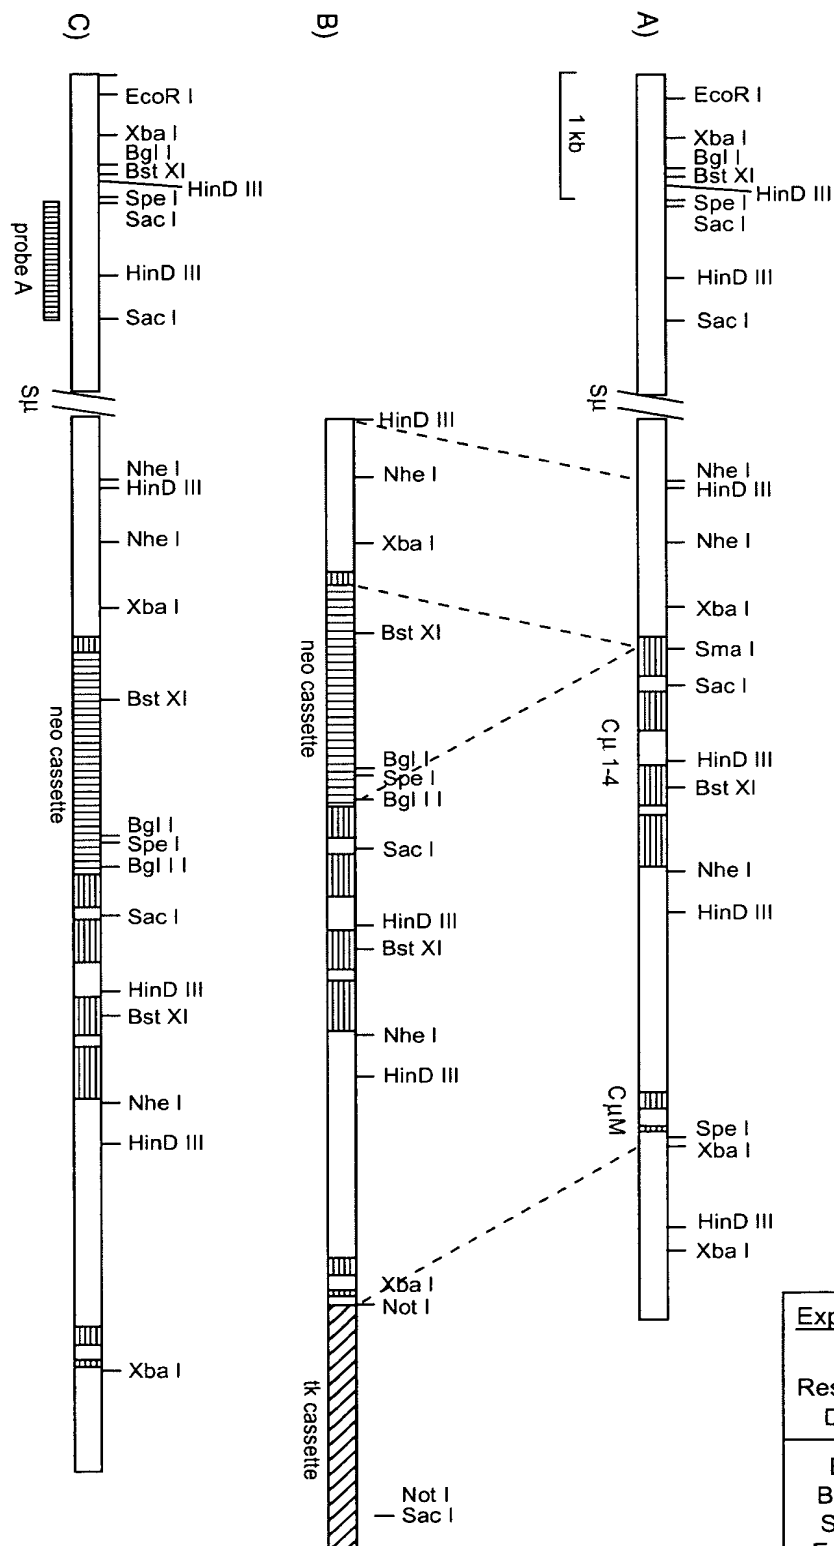 C)
EcoR I
Xba I
Bgl I
Bst XI
HinD III
Spe I
Sac I
probe A
HinD III
Sac I
Sμ
Nhe I
HinD III
Nhe I
Xba I
neo cassette
Bst XI
Bgl I
Spe I
Bgl I I
Sac I
HinD III
Bst XI
Nhe I
HinD III
Xba I
B)
HinD III
Nhe I
Xba I
neo cassette
Bst XI
Bgl I
Spe I
Bgl I I
Sac I
HinD III
Bst XI
Nhe I
HinD III
Xba I
Not I
tk cassette
Not I
Sac I
A)
1 kb
EcoR I
Xba I
Bgl I
Bst XI
HinD III
Spe I
Sac I
HinD III
Sac I
Sμ
Nhe I
HinD III
Nhe I
Xba I
Sma I
Sac I
Cμ 1-4
HinD III
Bst XI
Nhe I
HinD III
CμM
Spe I
Xba I
HinD III
Xba I
Exp
Res